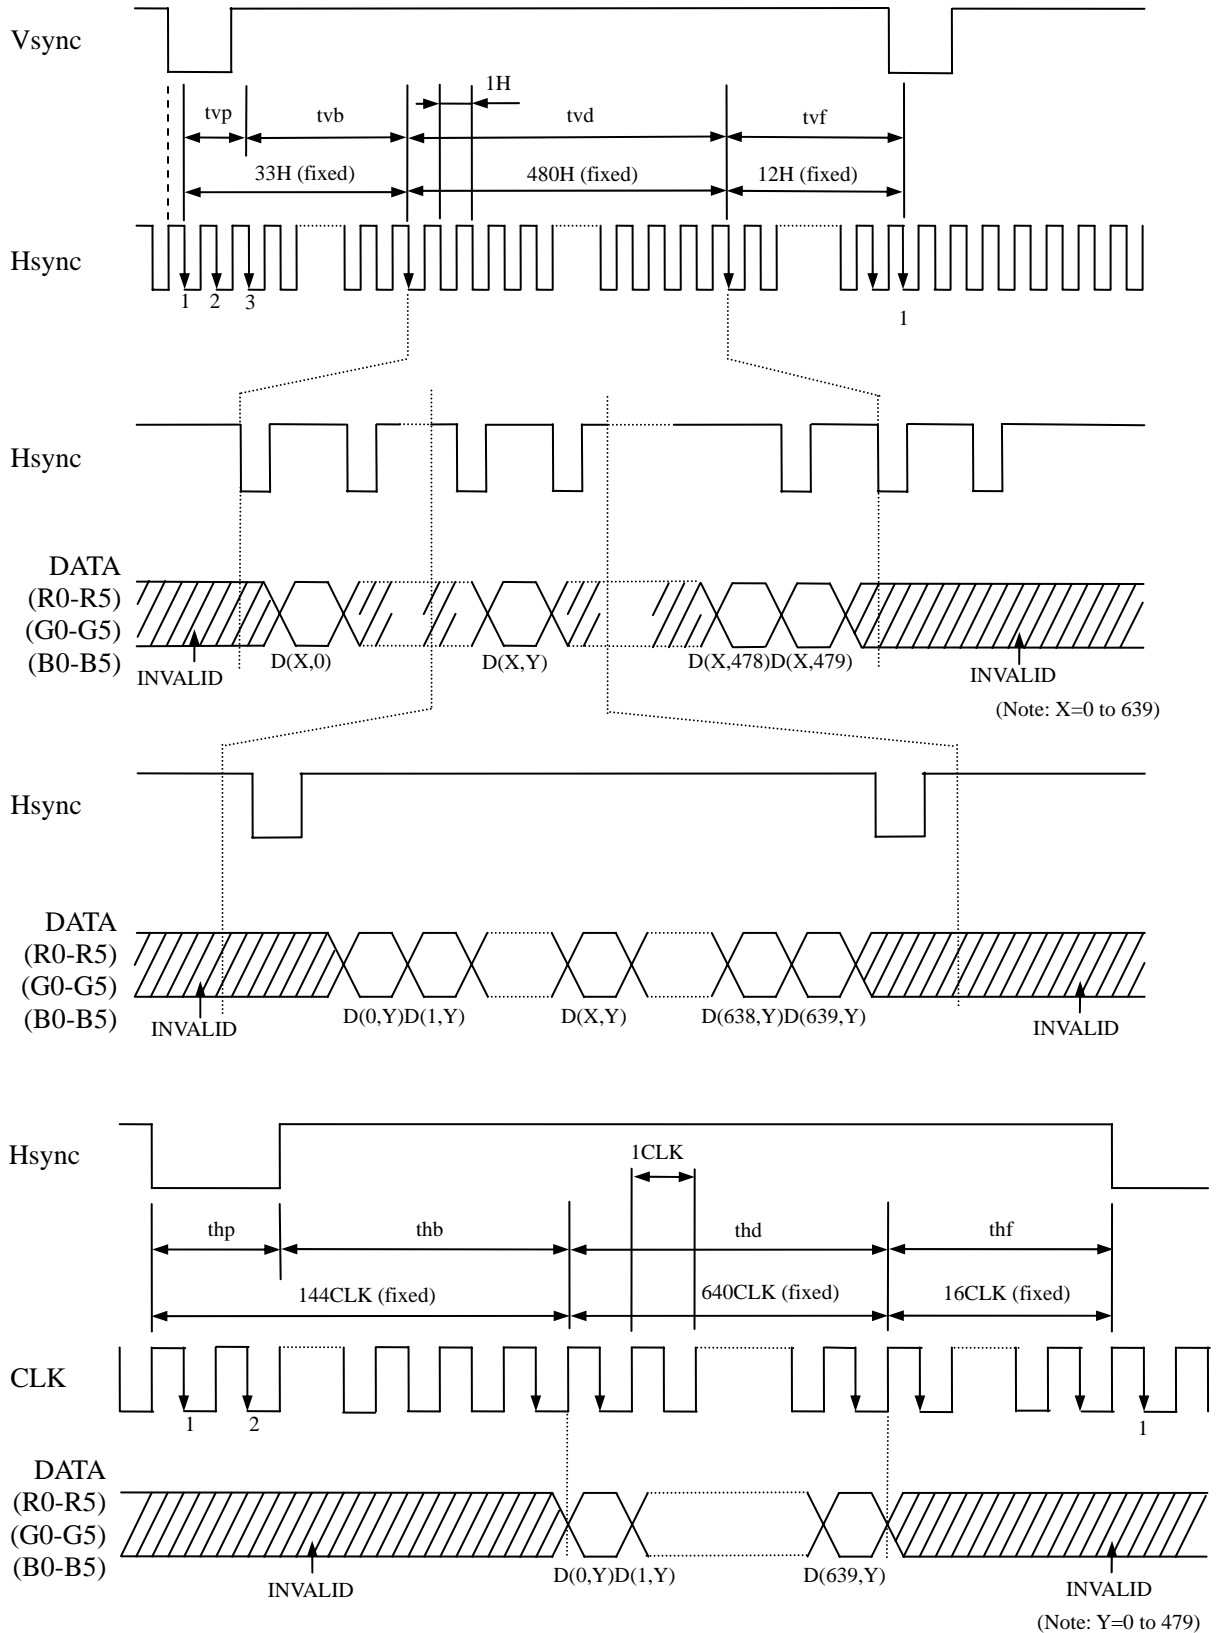 Vsync
1H
tvp tvb tvd tvf
33H (fixed) 480H (fixed) 12H (fixed)
Hsync
1 2 3 1
Hsync
DATA
(R0-R5)
(G0-G5)
(B0-B5)
D(X,0) D(X,Y) D(X,478)D(X,479)
INVALID INVALID
(Note: X=0 to 639)
Hsync
DATA
(R0-R5)
(G0-G5)
(B0-B5)
D(0,Y)D(1,Y) D(X,Y) D(638,Y)D(639,Y)
INVALID INVALID
Hsync
1CLK
thp thb thd thf
144CLK (fixed) 640CLK (fixed) 16CLK (fixed)
CLK
1 2 1
DATA
(R0-R5)
(G0-G5)
(B0-B5)
D(0,Y)D(1,Y) D(639,Y)
INVALID INVALID
(Note: Y=0 to 479)